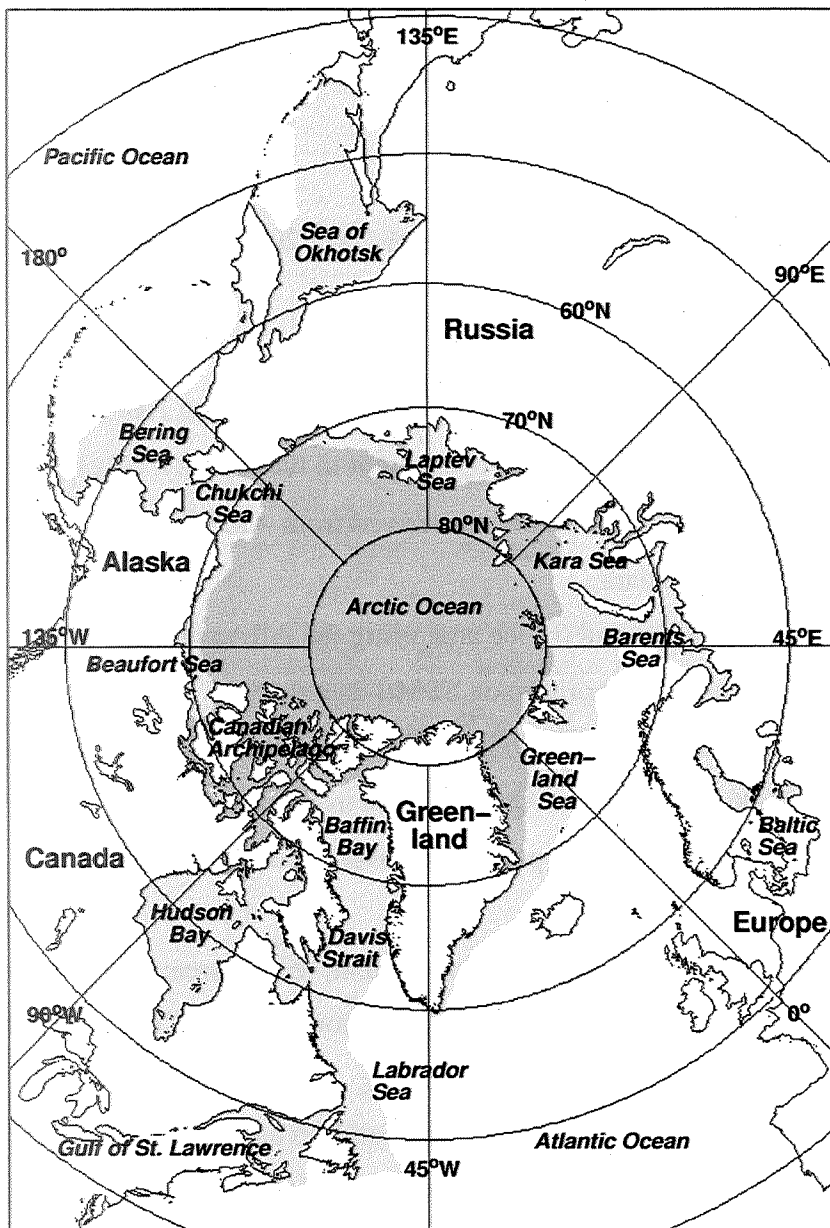 135°E
Pacific Ocean
Sea of
Okhotsk
180°
90°E
60°N
Russia
70°N
Bering
Sea
Laptev
Sea
Chukchi
Sea
80°N
Kara Sea
Alaska
Arctic Ocean
135°W
Barents
Sea
45°E
Beaufort Sea
Canadian
Archipelago
Green–
land
Sea
Green–
land
Baffin
Bay
Baltic
Sea
Canada
Hudson
Bay
Davis
Strait
Europe
90°W
0°
Labrador
Sea
Gulf of St. Lawrence
Atlantic Ocean
45°W